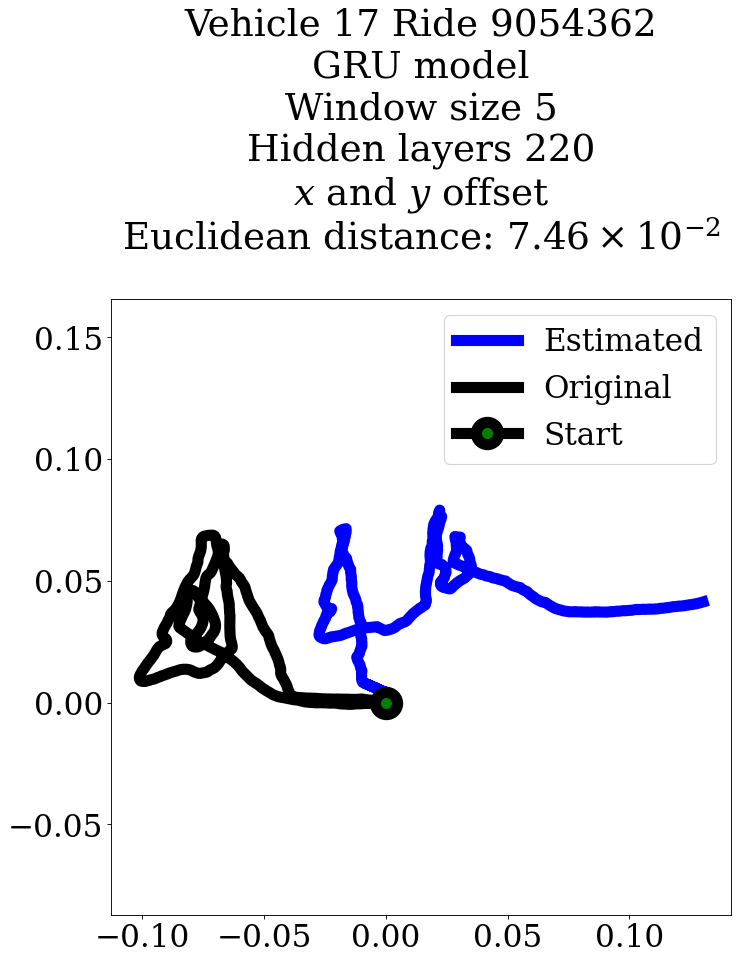 Vehicle 17 Ride 9054362
GRU model
Window size 5
Hidden layers 220
x and y offset
Euclidean distance: 7.46 × 10⁻²
Estimated
Original
Start
0.15
0.10
0.05
0.00
−0.05
−0.10 −0.05 0.00 0.05 0.10